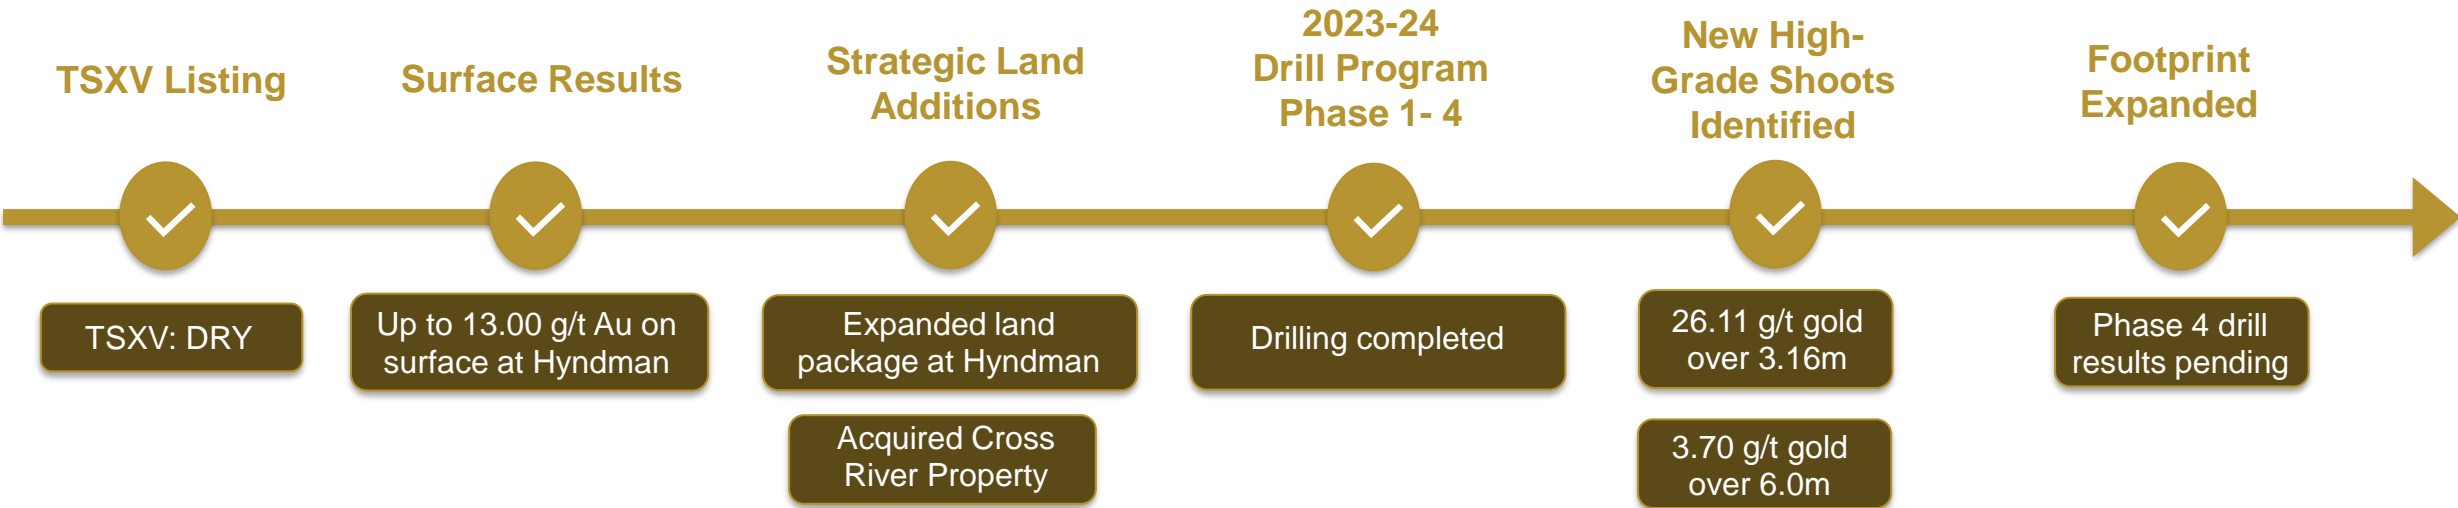 TSXV Listing
Surface Results
Strategic Land
Additions
2023-24
Drill Program
Phase 1- 4
New High-
Grade Shoots
Identified
Footprint
Expanded
TSXV: DRY
Up to 13.00 g/t Au on
surface at Hyndman
Expanded land
package at Hyndman
Acquired Cross
River Property
Drilling completed
26.11 g/t gold
over 3.16m
3.70 g/t gold
over 6.0m
Phase 4 drill
results pending